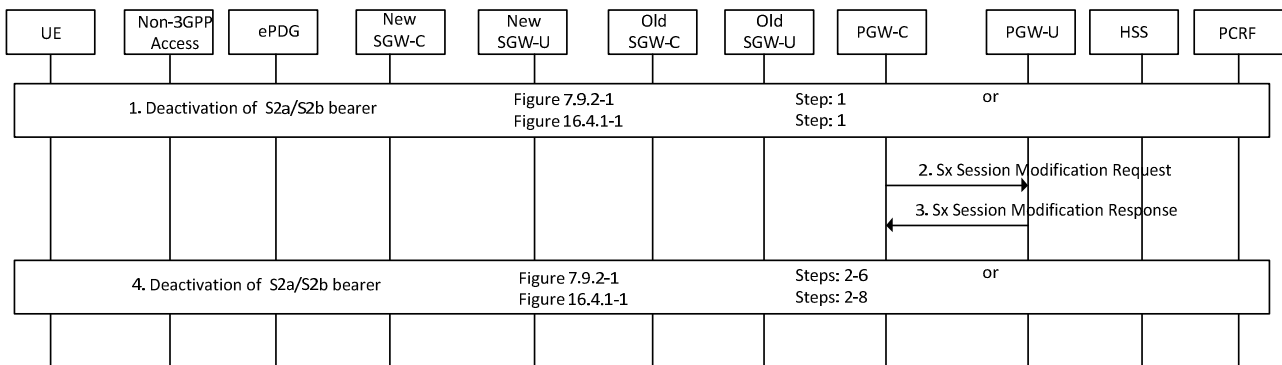 UE
Non-3GPP
Access
ePDG
New
SGW-C
New
SGW-U
Old
SGW-C
Old
SGW-U
PGW-C
PGW-U
HSS
PCRF
1. Deactivation of S2a/S2b bearer
Figure 7.9.2-1 Step: 1 or
Figure 16.4.1-1 Step: 1
2. Sx Session Modification Request
3. Sx Session Modification Response
4. Deactivation of S2a/S2b bearer
Figure 7.9.2-1 Steps: 2-6 or
Figure 16.4.1-1 Steps: 2-8